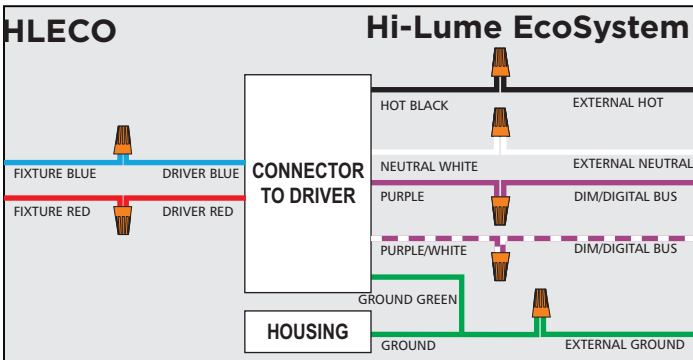 HLECO
Hi-Lume EcoSystem
HOT BLACK
EXTERNAL HOT
FIXTURE BLUE
DRIVER BLUE
CONNECTOR
TO DRIVER
NEUTRAL WHITE
EXTERNAL NEUTRAL
FIXTURE RED
DRIVER RED
PURPLE
DIM/DIGITAL BUS
PURPLE/WHITE
DIM/DIGITAL BUS
GROUND GREEN
HOUSING
GROUND
EXTERNAL GROUND